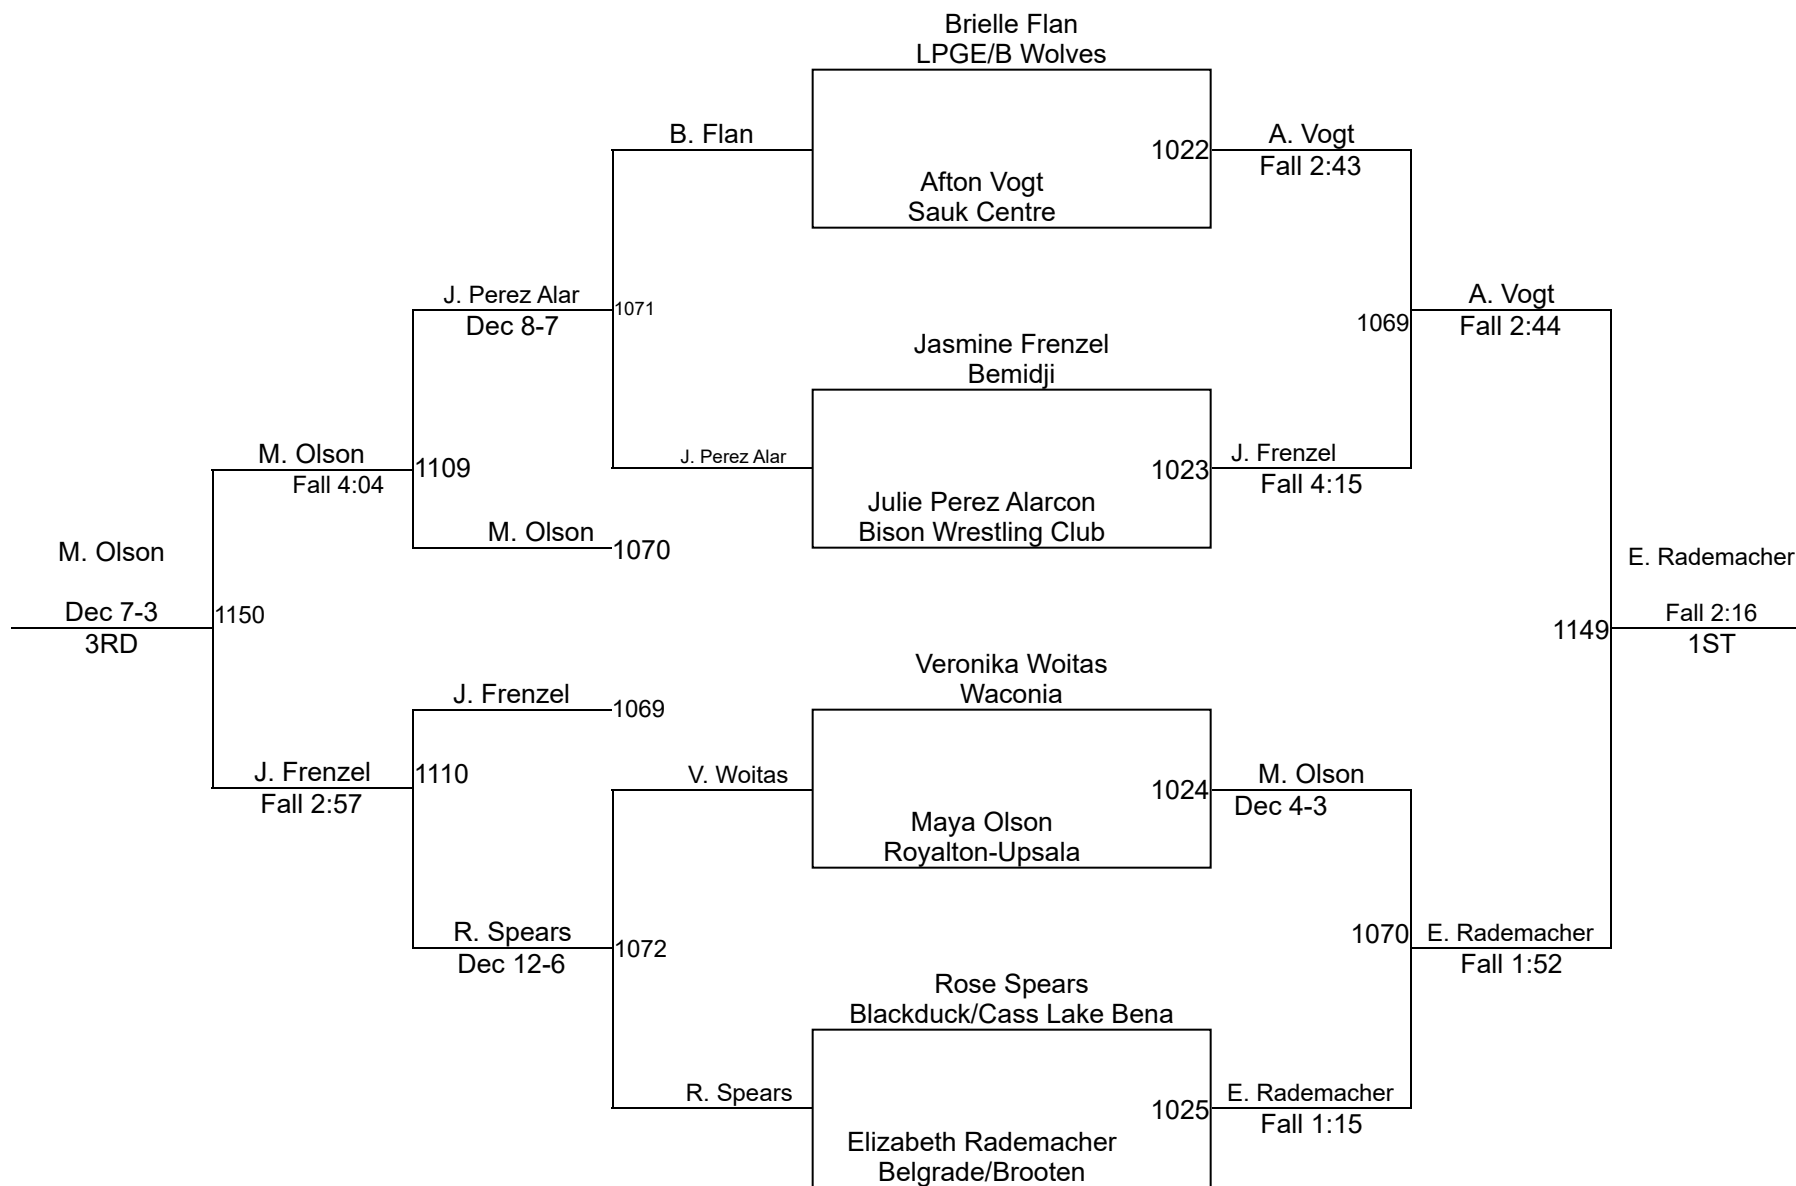 Brielle Flan
LPGE/B Wolves
B. Flan
1022
A. Vogt
Fall 2:43
Afton Vogt
Sauk Centre
J. Perez Alar
Dec 8-7
1071
1069
A. Vogt
Fall 2:44
Jasmine Frenzel
Bemidji
M. Olson
Fall 4:04
1109
J. Perez Alar
1023
J. Frenzel
Fall 4:15
Julie Perez Alarcon
Bison Wrestling Club
M. Olson
1070
M. Olson
Dec 7-3
3RD
1150
E. Rademacher
Fall 2:16
1ST
1149
Veronika Woitas
Waconia
J. Frenzel
1069
J. Frenzel
Fall 2:57
1110
V. Woitas
1024
M. Olson
Dec 4-3
Maya Olson
Royalton-Upsala
R. Spears
Dec 12-6
1072
1070
E. Rademacher
Fall 1:52
Rose Spears
Blackduck/Cass Lake Bena
R. Spears
1025
E. Rademacher
Fall 1:15
Elizabeth Rademacher
Belgrade/Brooten